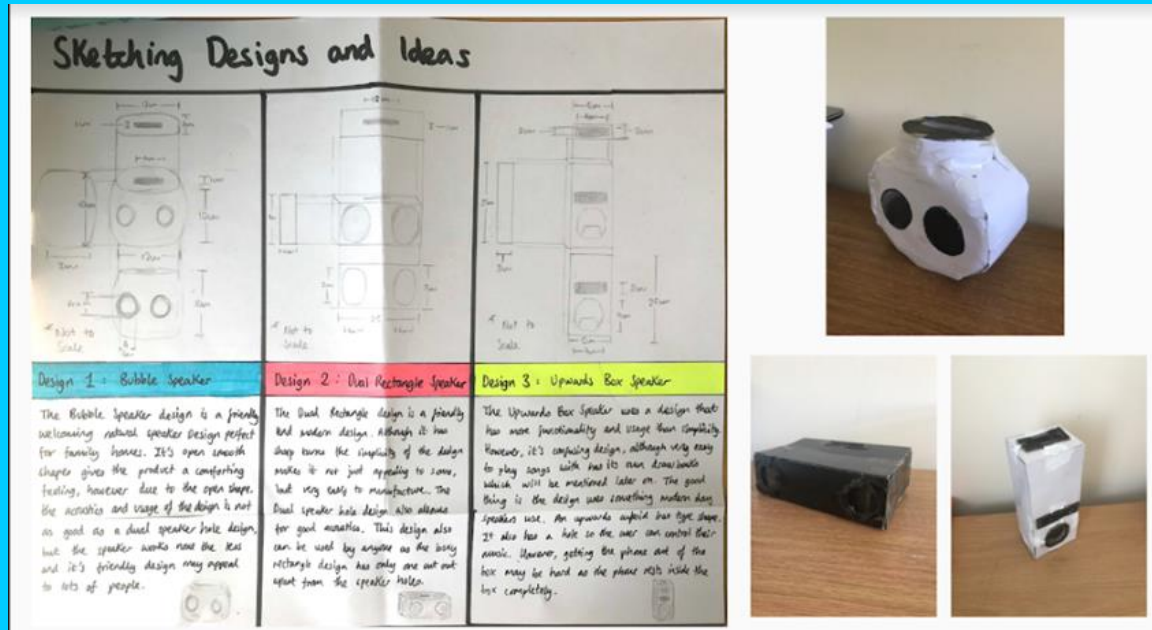 Sketching Designs and Ideas
* Not to
Scale
* Not to
Scale
* Not to
Scale
Design 1 : Bubble Speaker
The Bubble Speaker design is a friendly
welcoming natural speaker design perfect
for family homes. It's open smooth
shapes gives the product a comforting
feeling, however due to the open shape,
the acoustics and usage of the design is not
as good as a dual speaker hole design,
but the speaker works none the less
and it's friendly design may appeal
to lots of people.
Design 2 : Dual Rectangle Speaker
The Dual Rectangle design is a friendly
and modern design. Although it has
sharp turns the simplicity of the design
makes it not just appealing to some,
but very easy to manufacture. The
Dual speaker hole design also allows
for good acoustics. This design also
can be used by anyone as the
rectangle design has only one cut out
apart from the speaker holes.
Design 3 : Upwards Box Speaker
The Upwards Box Speaker was a design that
has more functionality and usage than simplicity.
However, it's confusing design, although very easy
to play songs with has its own drawbacks
which will be mentioned later on. The good
thing is the design was something modern day
speakers use. An upwards box type shape.
It also has a hole so the user can control their
music. However, getting the phone out of the
box may be hard as the phone rests inside the
box completely.